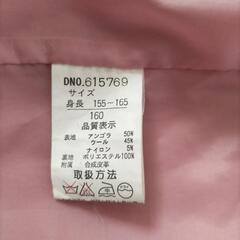 DNO.615769
サイズ
身長 155~165
160
品質表示
表地 アンゴラ 50%
ウール 45%
ナイロン 5%
裏地 ポリエステル100%
附属 合成皮革
取扱方法